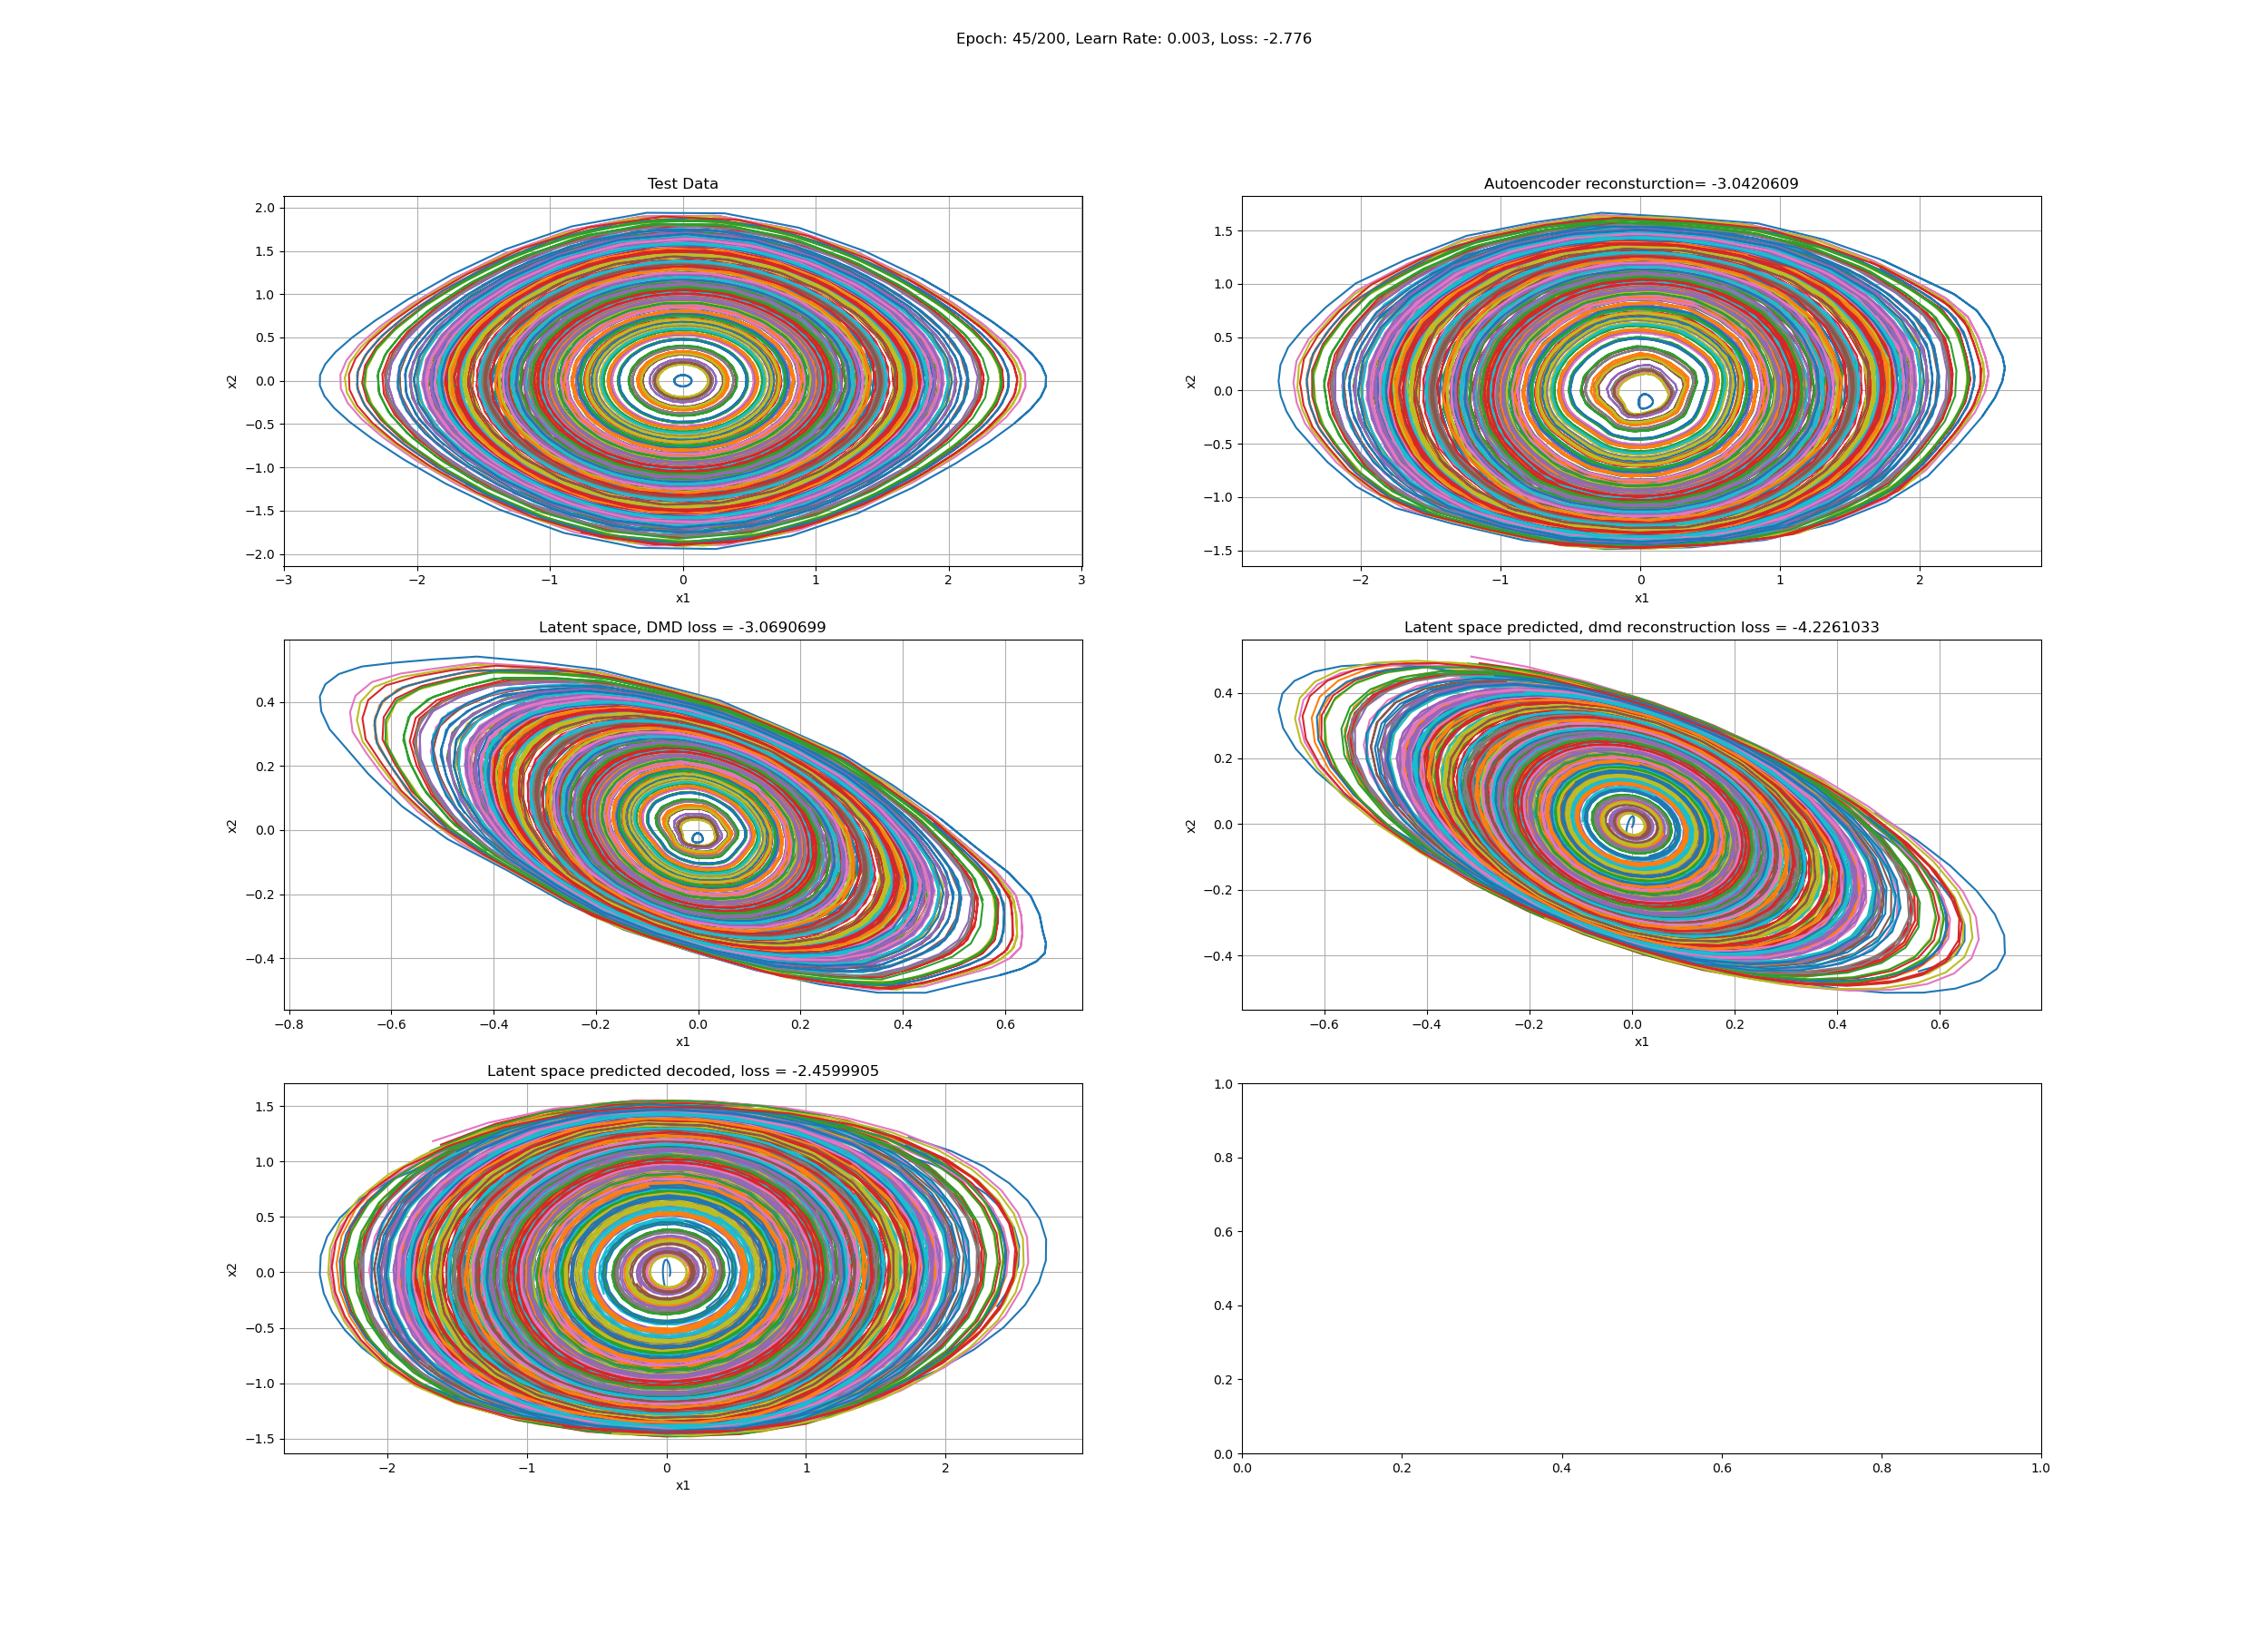 Epoch: 45/200, Learn Rate: 0.003, Loss: -2.776
Test Data
2.0
1.5
1.0
0.5
0.0
−0.5
−1.0
−1.5
−2.0
x2
−3 −2 −1 0 1 2 3
x1
Autoencoder reconsturction= -3.0420609
1.5
1.0
0.5
0.0
−0.5
−1.0
−1.5
x2
−2 −1 0 1 2
x1
Latent space, DMD loss = -3.0690699
0.4
0.2
0.0
−0.2
−0.4
x2
−0.8 −0.6 −0.4 −0.2 0.0 0.2 0.4 0.6
x1
Latent space predicted, dmd reconstruction loss = -4.2261033
0.4
0.2
0.0
−0.2
−0.4
x2
−0.6 −0.4 −0.2 0.0 0.2 0.4 0.6
x1
Latent space predicted decoded, loss = -2.4599905
1.5
1.0
0.5
0.0
−0.5
−1.0
−1.5
x2
−2 −1 0 1 2
x1
1.0
0.8
0.6
0.4
0.2
0.0
0.0 0.2 0.4 0.6 0.8 1.0